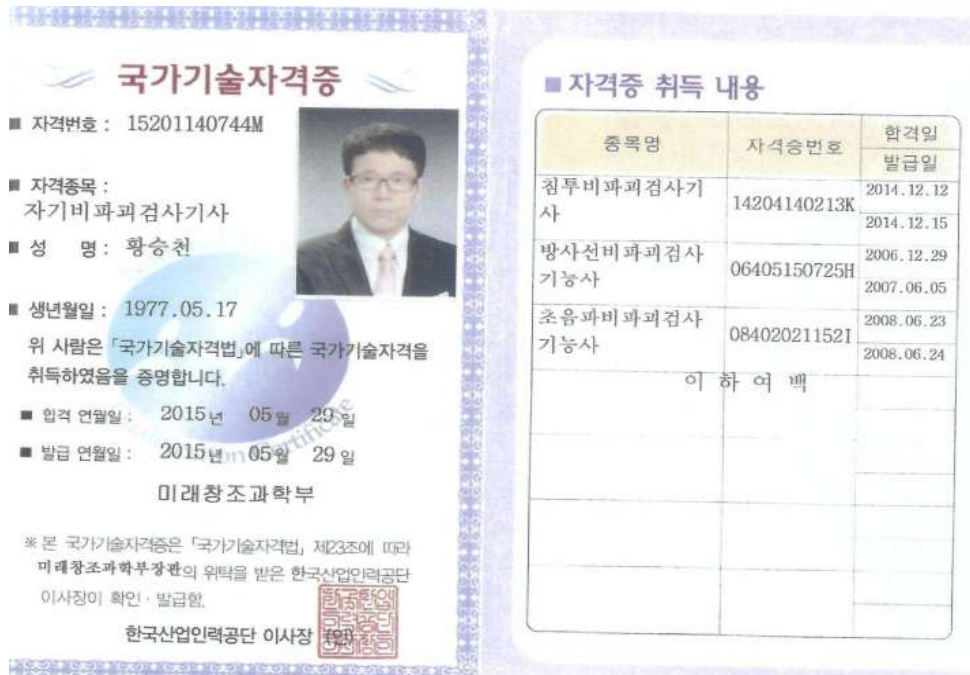 국가기술자격증
■ 자격번호 : 15201140744M
■ 자격종목 :
자기비파괴검사기사
■ 성 명 : 황승천
■ 생년월일 : 1977.05.17
위 사람은 「국가기술자격법」에 따른 국가기술자격을
취득하였음을 증명합니다.
■ 합격 연월일 : 2015년 05월 29일
■ 발급 연월일 : 2015년 05월 29일
미래창조과학부
※ 본 국가기술자격증은 「국가기술자격법」 제23조에 따라
미래창조과학부장관의 위탁을 받은 한국산업인력공단
이사장이 확인 · 발급함.
한국산업인력공단 이사장 (인)
■ 자격증 취득 내용
종목명 자격증번호 합격일
발급일
침투비파괴검사기
사 14204140213K 2014.12.12
2014.12.15
방사선비파괴검사
기능사 06405150725H 2006.12.29
2007.06.05
초음파비파괴검사
기능사 08402021152I 2008.06.23
2008.06.24
이 하 여 백